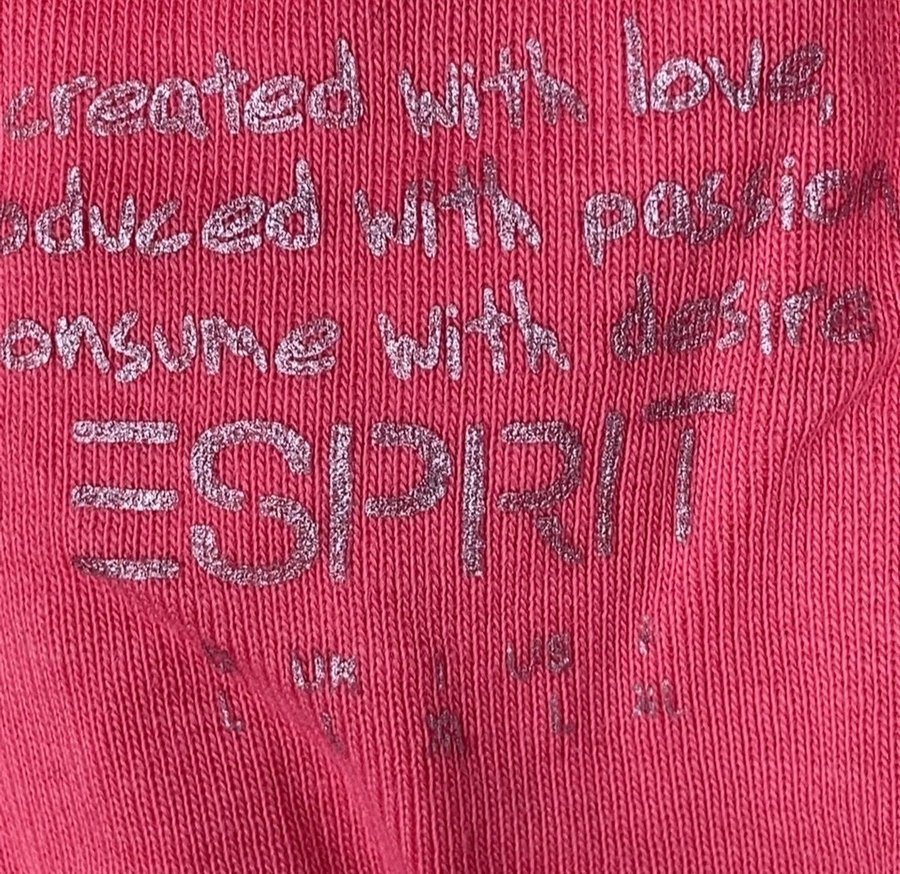 created with love,
oduced with passion
onsume with desire
ESPRIT
UK I US I
L L M L XL